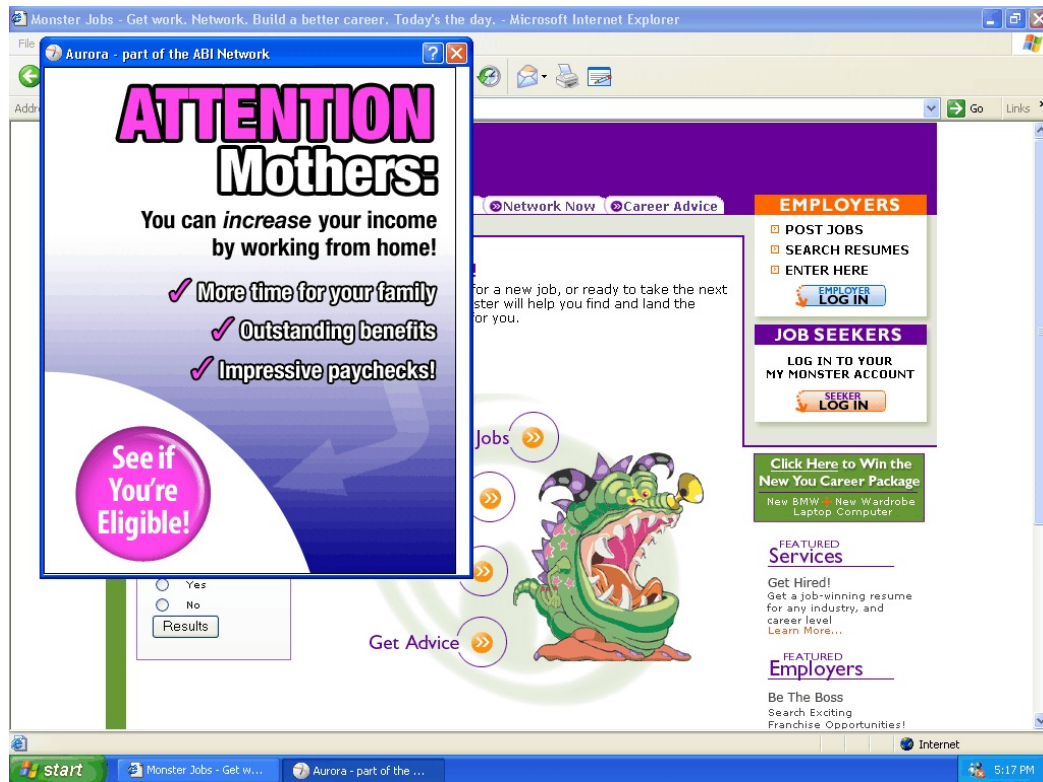 Monster Jobs - Get work. Network. Build a better career. Today's the day. - Microsoft Internet Explorer
File
Aurora - part of the ABI Network
ATTENTION
Mothers:
You can increase your income
by working from home!
More time for your family
Outstanding benefits
Impressive paychecks!
See if
You're
Eligible!
Go
Links
Network Now
Career Advice
for a new job, or ready to take the next
will help you find and land the
for you.
Jobs
Get Advice
Yes
No
Results
EMPLOYERS
POST JOBS
SEARCH RESUMES
ENTER HERE
EMPLOYER
LOG IN
JOB SEEKERS
LOG IN TO YOUR
MY MONSTER ACCOUNT
SEEKER
LOG IN
Click Here to Win the
New You Career Package
New BMW + New Wardrobe
Laptop Computer
FEATURED
Services
Get Hired!
Get a job-winning resume
for any industry, and
career level
Learn More...
FEATURED
Employers
Be The Boss
Search Exciting
Franchise Opportunities!
Internet
start
Monster Jobs - Get w...
Aurora - part of the ...
5:17 PM